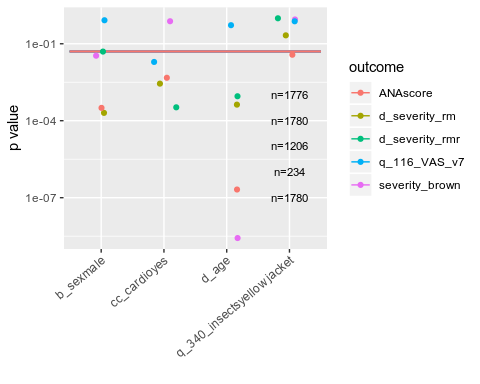 p value
1e-01
1e-04
1e-07
n=1776
n=1780
n=1206
n=234
n=1780
b_sexmale
cc_cardioyes
d_age
q_340_insectsyellowjacket
outcome
ANAscore
d_severity_rm
d_severity_rmr
q_116_VAS_v7
severity_brown